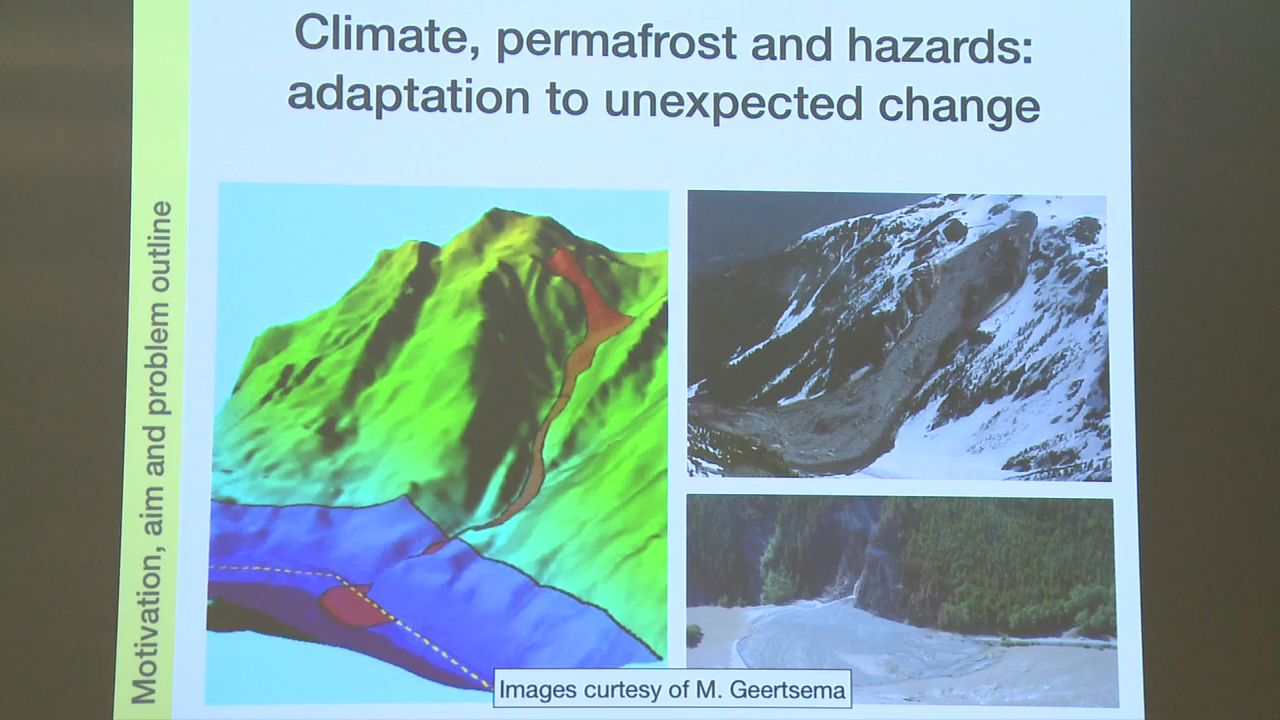 Climate, permafrost and hazards:
adaptation to unexpected change
Motivation, aim and problem outline
Images curtesy of M. Geertsema